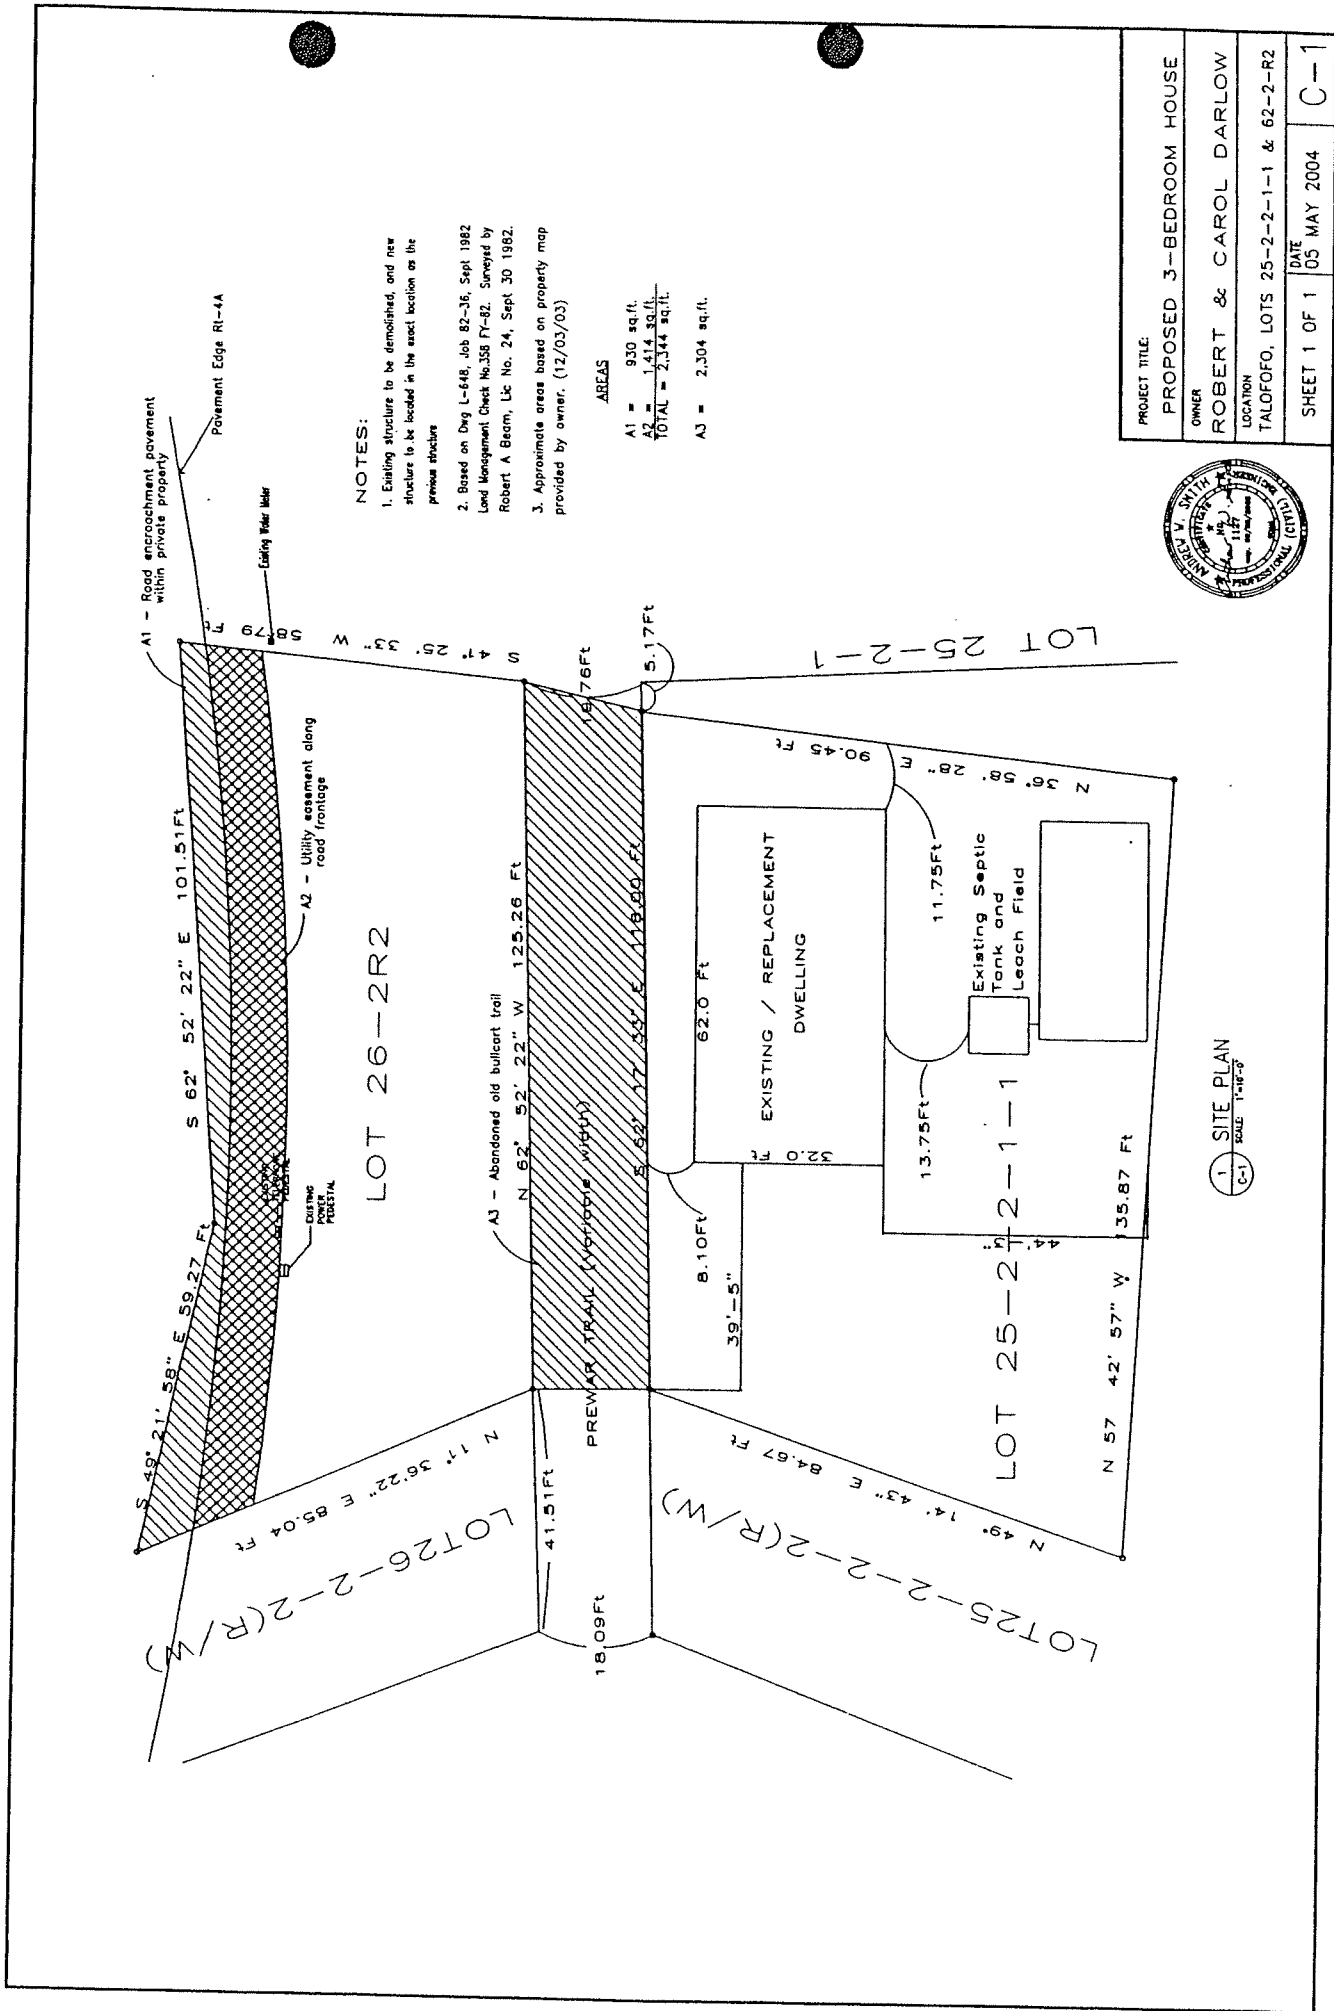 A1 - Road encroachment pavement
within private property
Pavement Edge Rt-4A
Existing Water Meter
S 49° 21' 58" E 59.27 Ft
S 62° 52' 22" E 101.51Ft
S 41° 25' 33" W 58.79 Ft
A2 - Utility easement along
road frontage
EXISTING
POWER
PEDESTAL
LOT 26-2R2
N 11° 36'22" E 85.04 Ft
LOT26-2-2(R/W)
A3 - Abandoned old bullcart trail
N 62° 52' 22" W 125.26 Ft
PREWAR TRAIL (variable width)
41.51Ft
18.09Ft
5.17Ft
LOT 25-2-1
8.10Ft
39'-5"
62.0 Ft
32.0 Ft
EXISTING / REPLACEMENT
DWELLING
N 36° 58' 28" E 90.45 Ft
11.75Ft
13.75Ft
Existing Septic
Tank and
Leach Field
LOT 25-2-2-1-1
N 49° 14' 43" E 84.67 Ft
LOT25-2-2-2(R/W)
N 57 42' 57" W 135.87 Ft
1
C-1
SITE PLAN
SCALE: 1"=16'-0"
NOTES:
1. Existing structure to be demolished, and new
structure to be located in the exact location as the
previous structure
2. Based on Dwg L-648, Job 82-36, Sept 1982
Land Management Check No.358 FY-82. Surveyed by
Robert A Beam, Lic No. 24, Sept 30 1982.
3. Approximate areas based on property map
provided by owner. (12/03/03)
AREAS
A1 = 930 sq.ft.
A2 = 1,414 sq.ft.
TOTAL = 2,344 sq.ft.
A3 = 2,304 sq.ft.
ANDREW W. SMITH
1127
PROFESSIONAL (CIVIL)
PROJECT TITLE:
PROPOSED 3-BEDROOM HOUSE
OWNER
ROBERT & CAROL DARLOW
LOCATION
TALOFOFO, LOTS 25-2-2-1-1 & 62-2-R2
SHEET 1 OF 1
DATE
05 MAY 2004
C-1